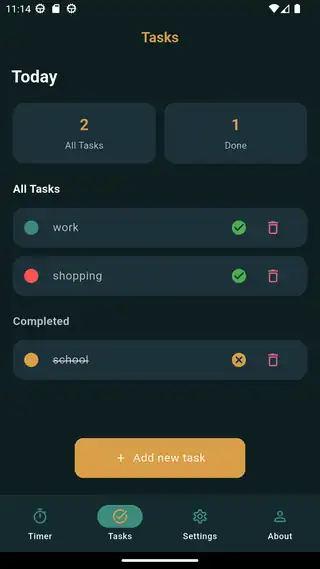 11:14
Tasks
Today
2
All Tasks
1
Done
All Tasks
work
shopping
Completed
school
+ Add new task
Timer
Tasks
Settings
About